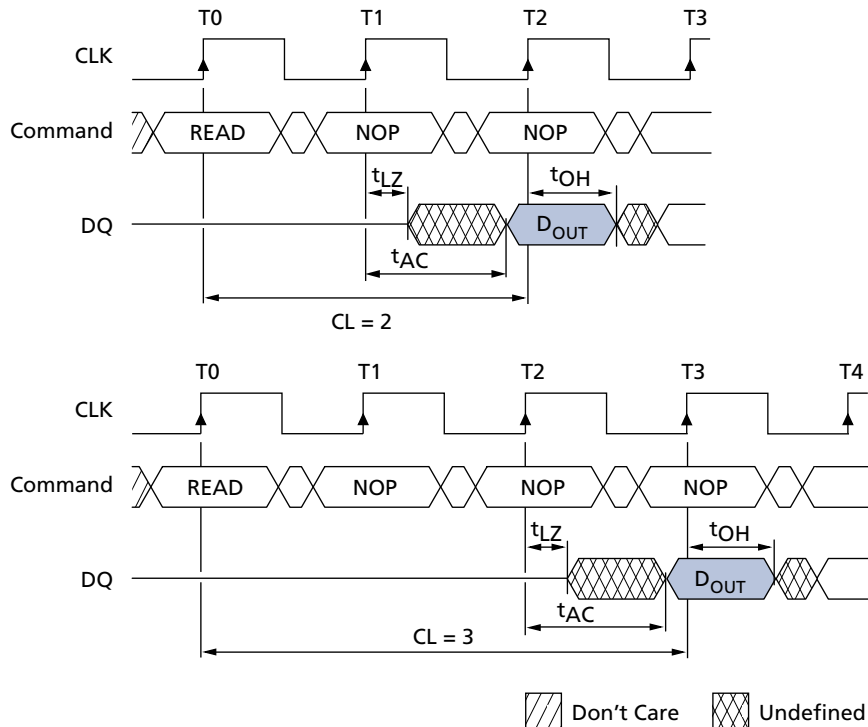 T0 T1 T2 T3
CLK
Command READ NOP NOP
tLZ tOH
DQ DOUT
tAC
CL = 2
T0 T1 T2 T3 T4
CLK
Command READ NOP NOP NOP
tLZ tOH
DQ DOUT
tAC
CL = 3
Don't Care Undefined